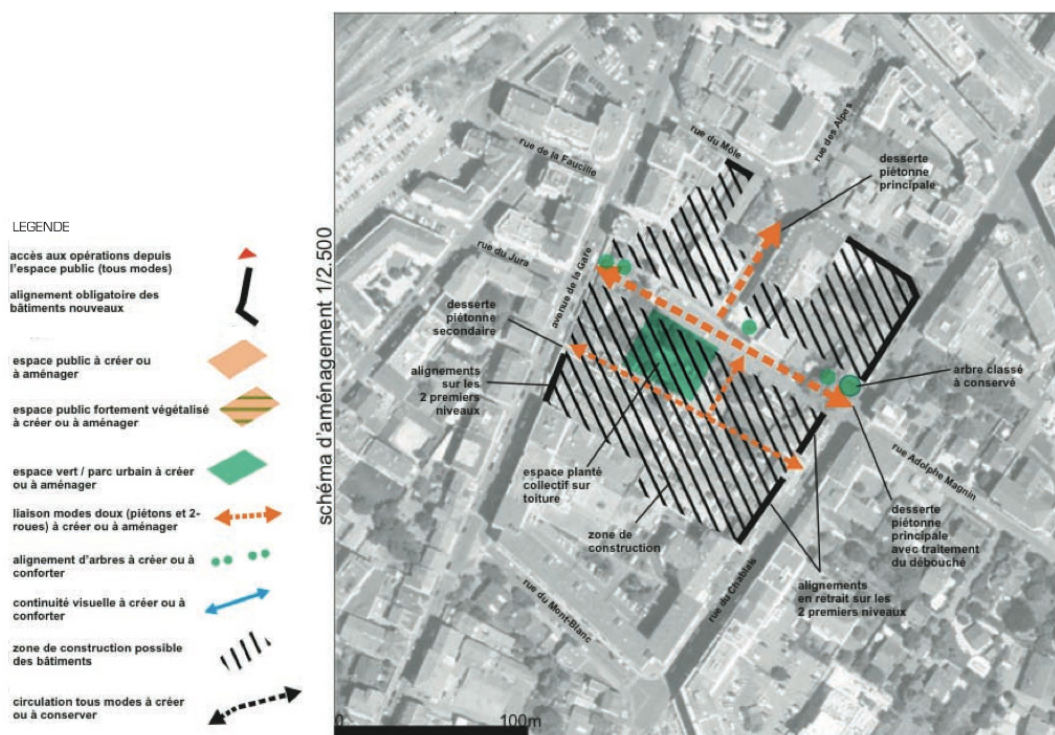 LEGENDE
accès aux opérations depuis
l'espace public (tous modes)
alignement obligatoire des
bâtiments nouveaux
espace public à créer ou
à aménager
espace public fortement végétalisé
à créer ou à aménager
espace vert / parc urbain à créer
ou à aménager
liaison modes doux (piétons et 2-
roues) à créer ou à aménager
alignement d'arbres à créer ou à
conforter
continuité visuelle à créer ou à
conforter
zone de construction possible
des bâtiments
circulation tous modes à créer
ou à conserver
schéma d'aménagement 1/2.500
rue du Môle
rue des Alpes
rue de la Faucille
desserte
piétonne
principale
rue du Jura
avenue de la Gare
desserte
piétonne
secondaire
alignements
sur les
2 premiers
niveaux
arbre classé
à conservé
rue Adolphe Magnin
espace planté
collectif sur
toiture
zone de
construction
desserte
piétonne
principale
avec traitement
du débouché
alignements
en retrait sur les
2 premiers niveaux
rue du Chablas
rue du Mont-Blanc
0
100m